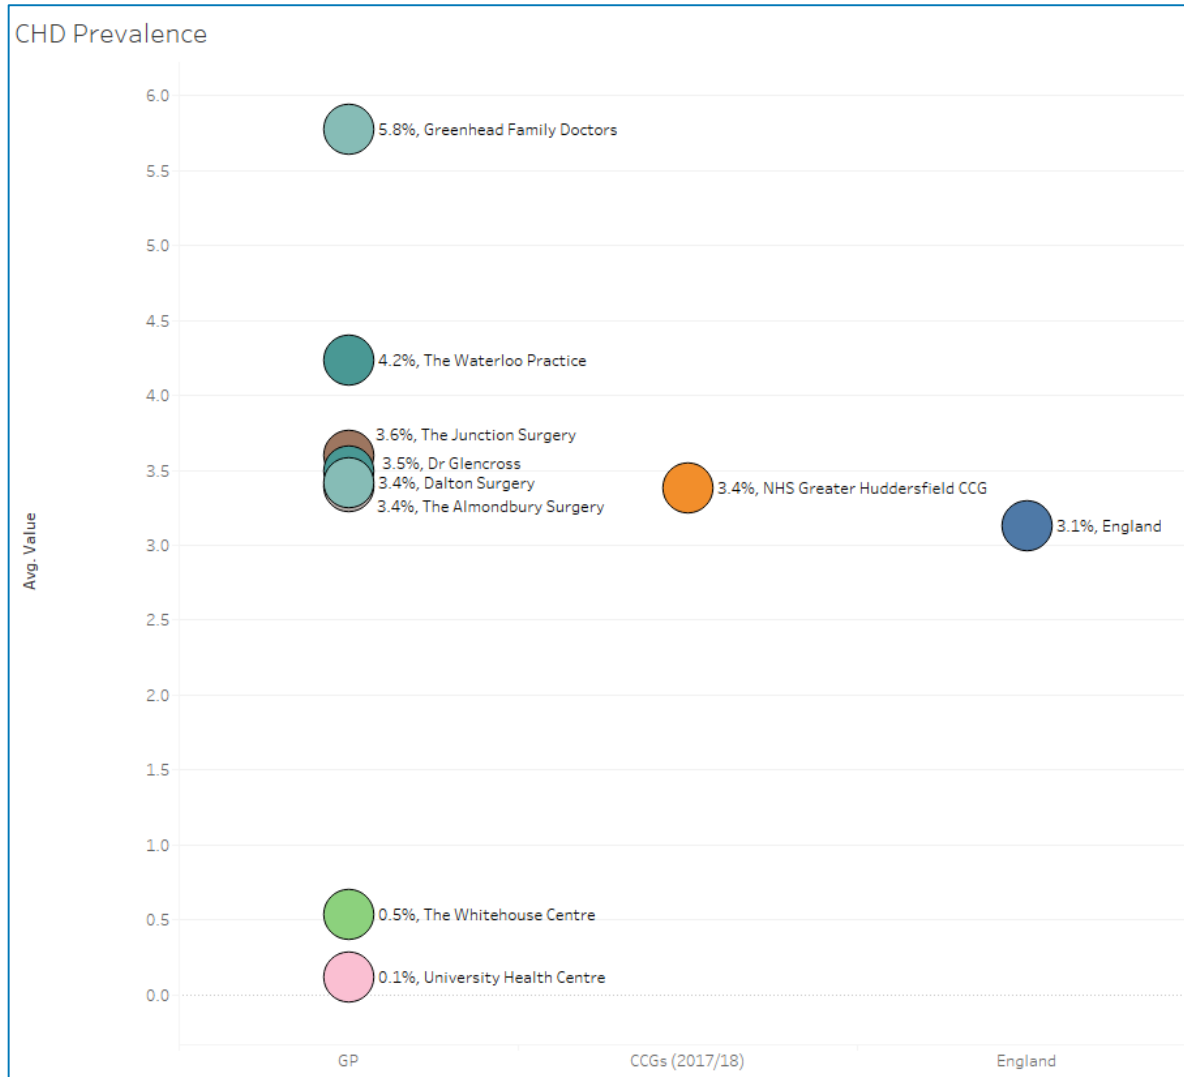 CHD Prevalence
6.0
5.8%, Greenhead Family Doctors
5.5
5.0
4.5
4.2%, The Waterloo Practice
4.0
3.6%, The Junction Surgery
3.5% Dr Glencross
3.5
3.4% Dalton Surgery
3.4%, NHS Greater Huddersfield CCG
3.4%, The Almondbury Surgery
3.1%, England
3.0
Avg. Value
2.5
2.0
1.5
1.0
0.5
0.5%, The Whitehouse Centre
0.1%, University Health Centre
0.0
GP
CCGs (2017/18)
England